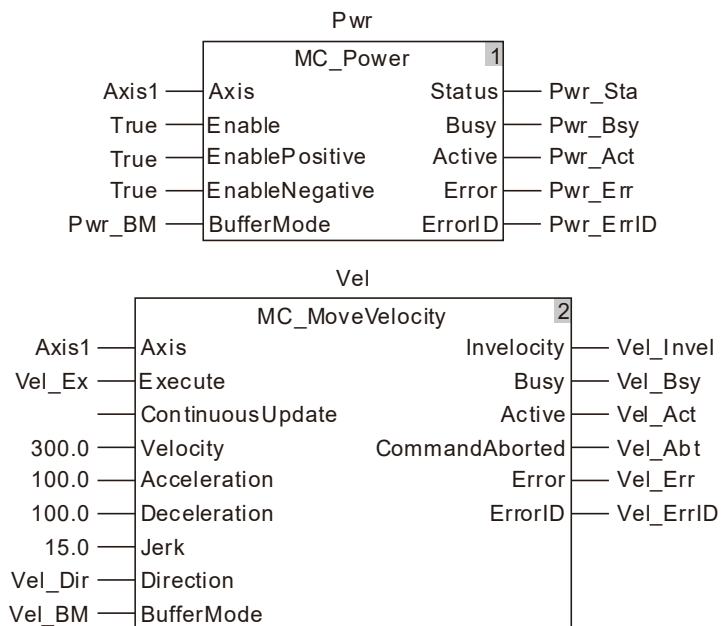 Pwr
MC_Power 1
Axis1 Axis Status Pwr_Sta
True Enable Busy Pwr_Bsy
True EnablePositive Active Pwr_Act
True EnableNegative Error Pwr_Err
Pwr_BM BufferMode ErrorID Pwr_ErrID
Vel
MC_MoveVelocity 2
Axis1 Axis Invelocity Vel_Invel
Vel_Ex Execute Busy Vel_Bsy
ContinuousUpdate Active Vel_Act
300.0 Velocity CommandAborted Vel_Abt
100.0 Acceleration Error Vel_Err
100.0 Deceleration ErrorID Vel_ErrID
15.0 Jerk
Vel_Dir Direction
Vel_BM BufferMode